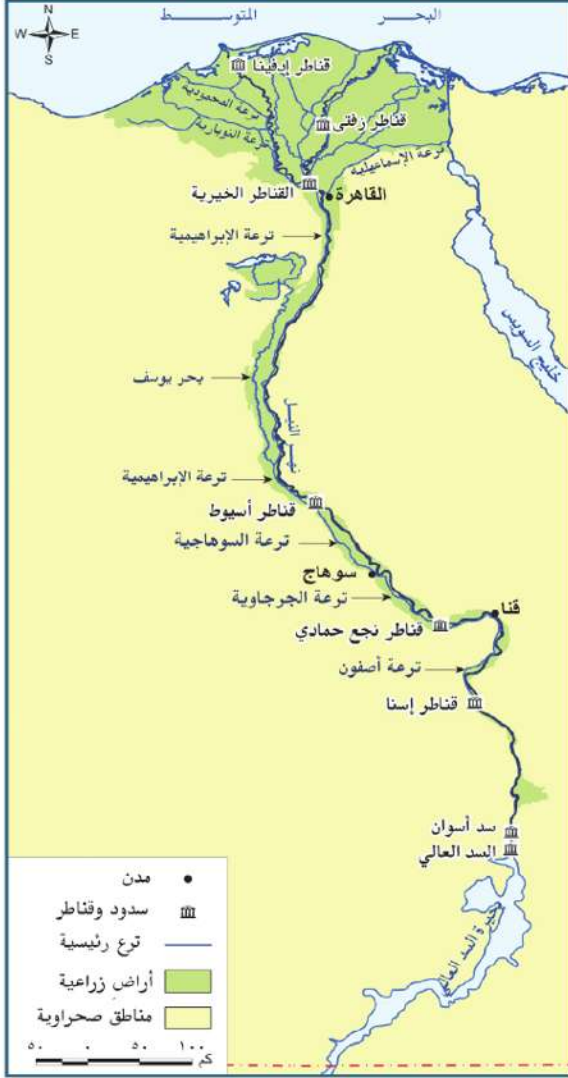 البحر المتوسط
N
W E
S
قناطر إدفينا
ترعة المحمودية
قناطر زفتى
ترعة النوبارية
ترعة الإسماعيلية
القناطر الخيرية
القاهرة
ترعة الإبراهيمية
خليج السويس
بحر يوسف
نهر النيل
ترعة الإبراهيمية
قناطر أسيوط
ترعة السوهاجية
سوهاج
ترعة الجرجاوية
قنا
قناطر نجع حمادي
ترعة أصفون
قناطر إسنا
سد أسوان
السد العالي
بحيرة السد العالي
مدن
سدود وقناطر
ترع رئيسية
أراضٍ زراعية
مناطق صحراوية
٥٠ ٠ ٥٠ ١٠٠
كم